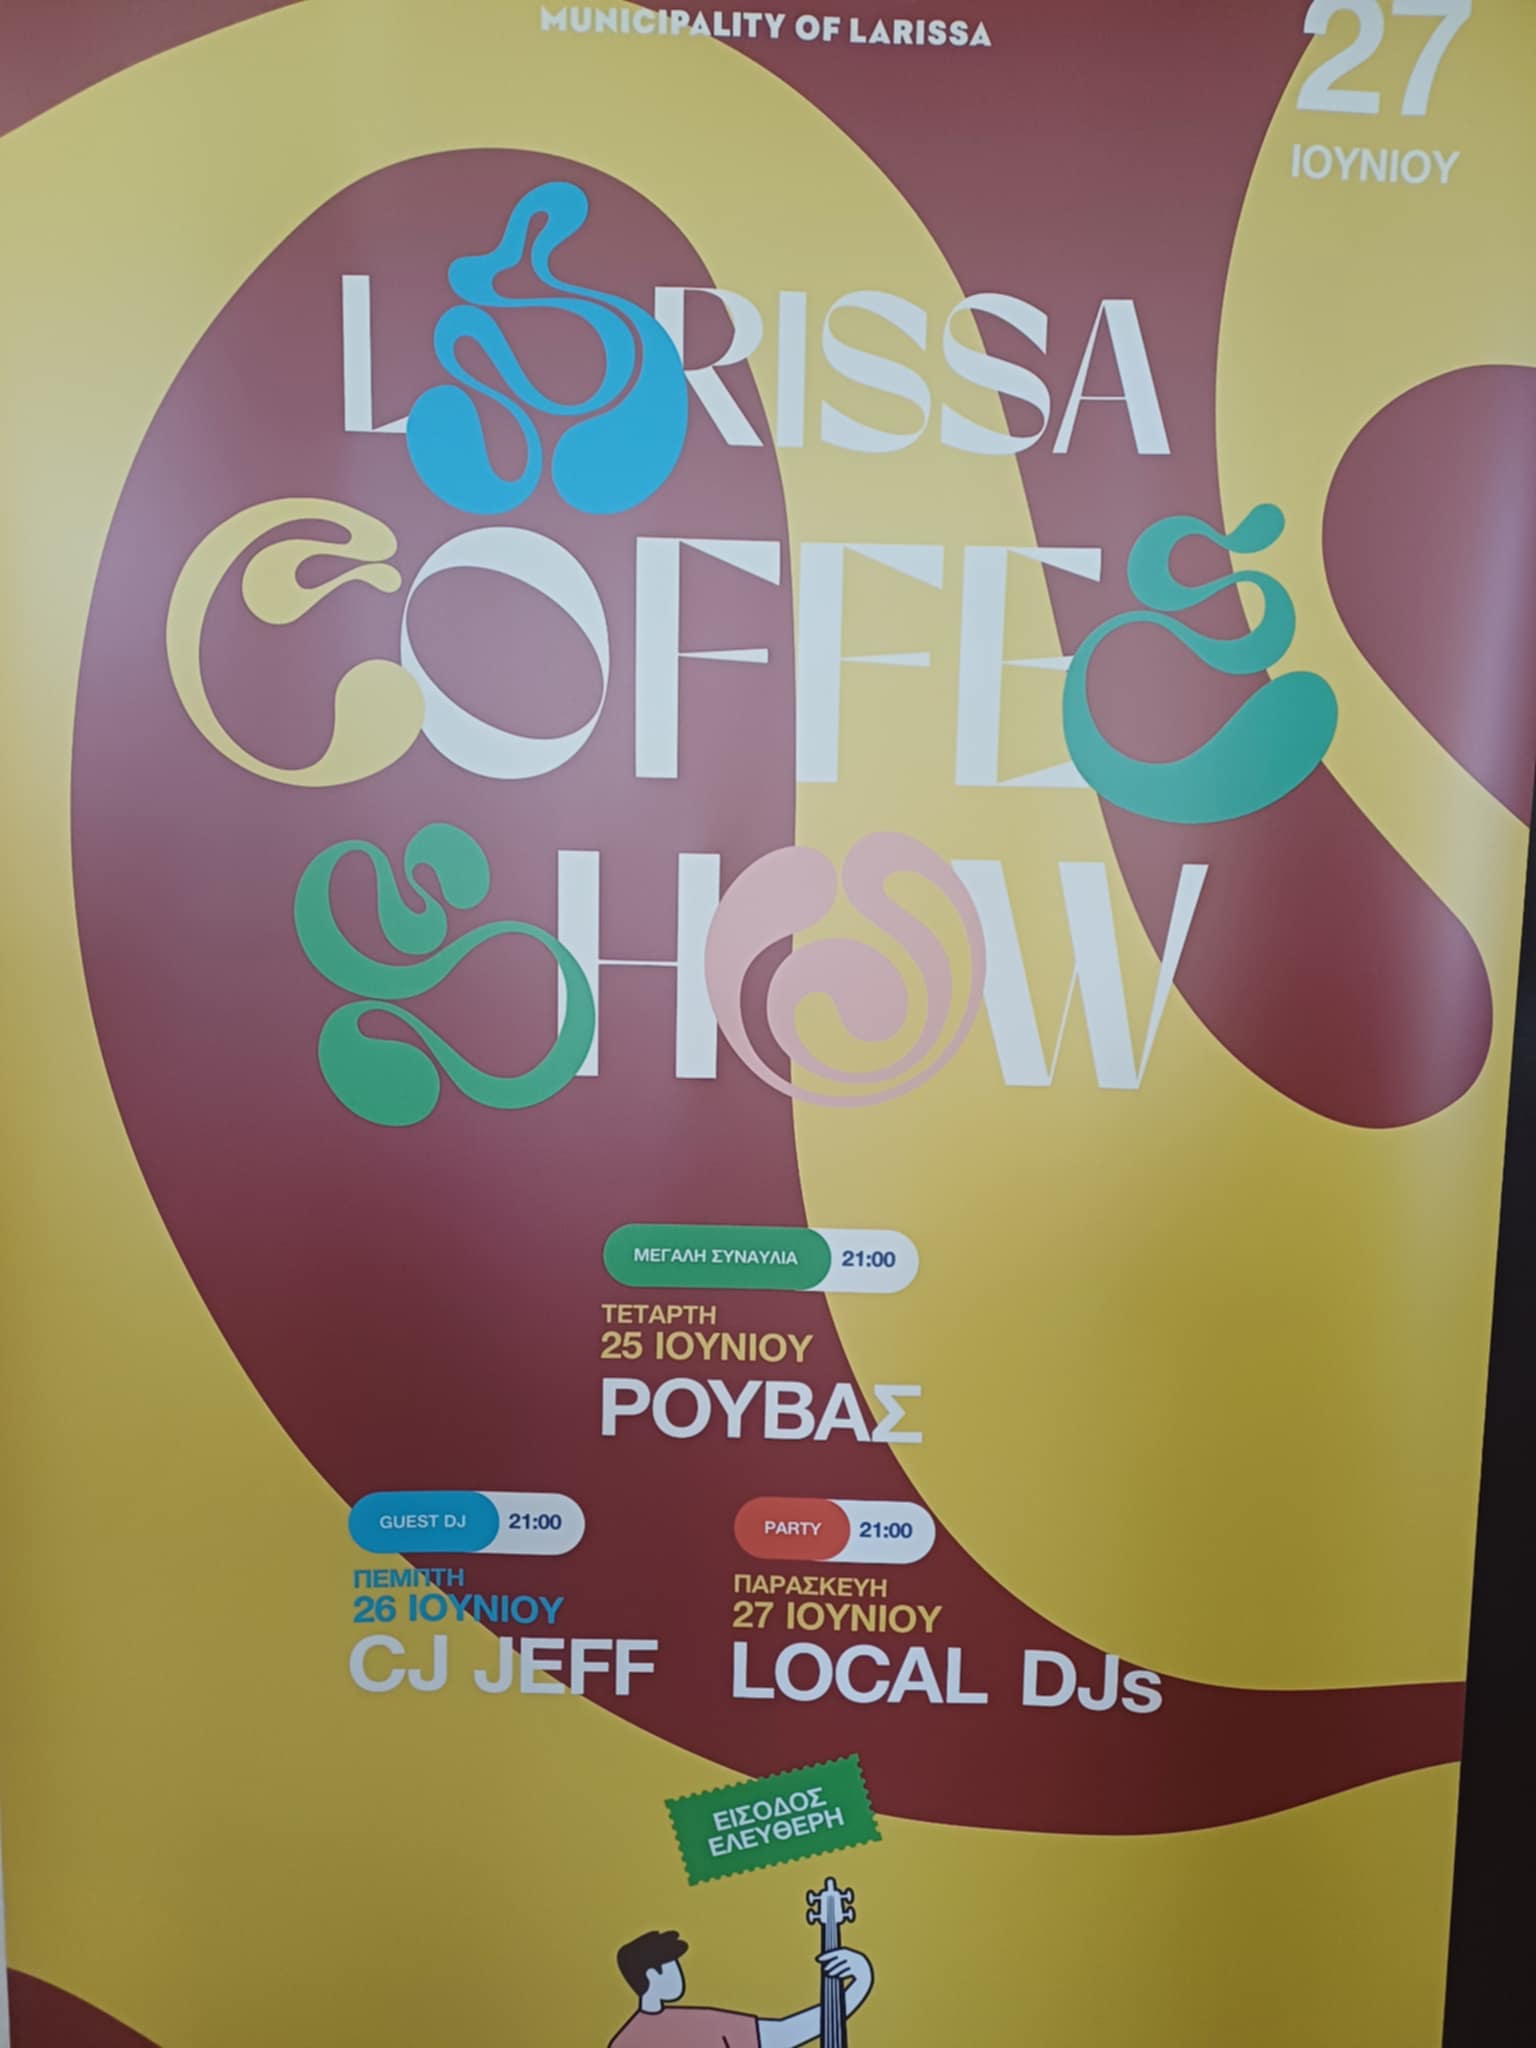 MUNICIPALITY OF LARISSA
27
ΙΟΥΝΙΟΥ
LARISSA
COFFEE
SHOW
ΜΕΓΑΛΗ ΣΥΝΑΥΛΙΑ 21:00
ΤΕΤΑΡΤΗ
25 ΙΟΥΝΙΟΥ
ΡΟΥΒΑΣ
GUEST DJ 21:00
ΠΕΜΠΤΗ
26 ΙΟΥΝΙΟΥ
CJ JEFF
PARTY 21:00
ΠΑΡΑΣΚΕΥΗ
27 ΙΟΥΝΙΟΥ
LOCAL DJs
ΕΙΣΟΔΟΣ
ΕΛΕΥΘΕΡΗ